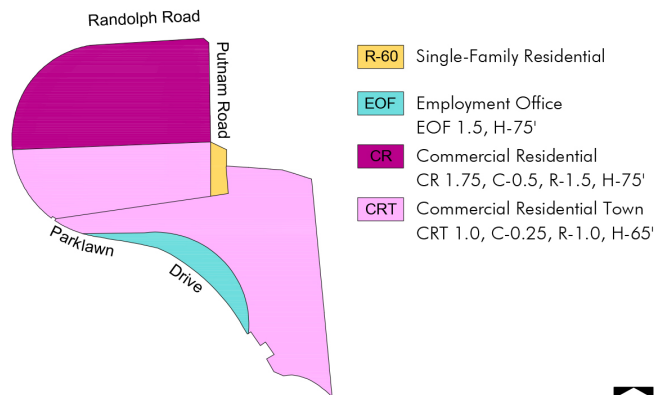 Randolph Road
Putnam Road
Parklawn
Drive
R-60 Single-Family Residential
EOF Employment Office
EOF 1.5, H-75'
CR Commercial Residential
CR 1.75, C-0.5, R-1.5, H-75'
CRT Commercial Residential Town
CRT 1.0, C-0.25, R-1.0, H-65'